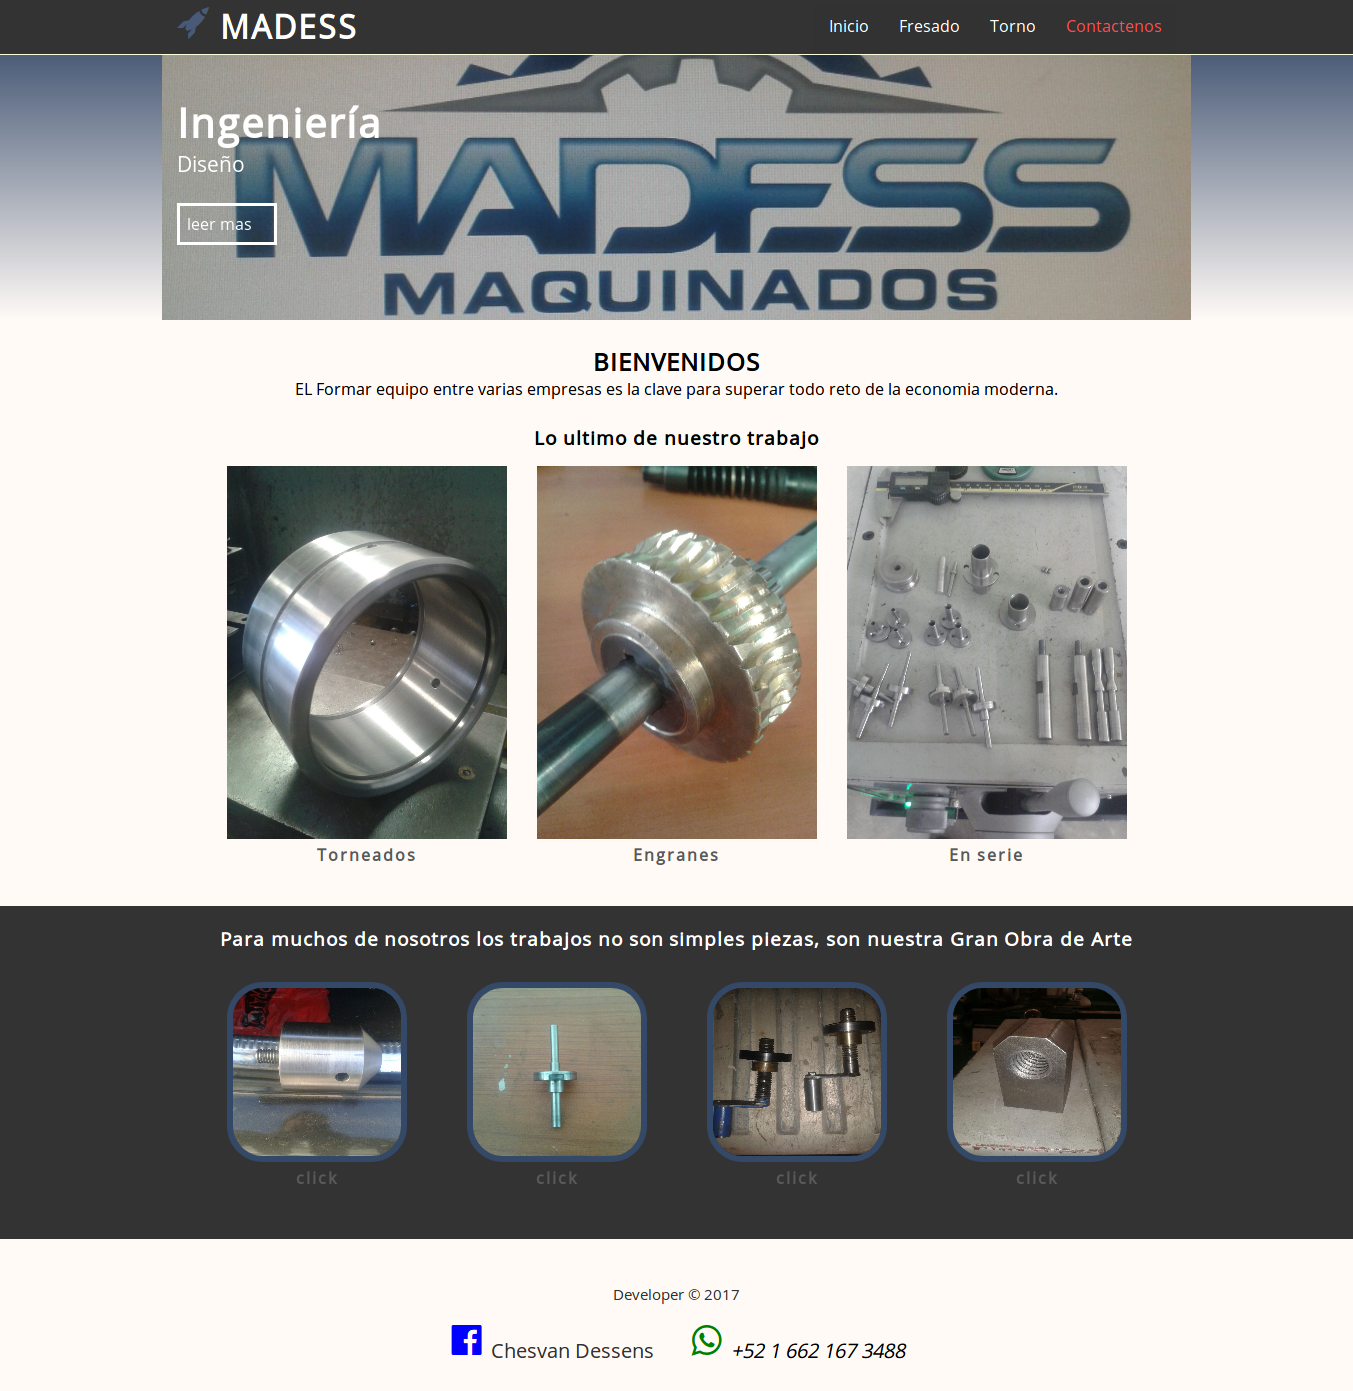 MADESS
Inicio Fresado Torno Contactenos
Ingeniería
Diseño
leer mas
MADESS
MAQUINADOS
BIENVENIDOS
EL Formar equipo entre varias empresas es la clave para superar todo reto de la economia moderna.
Lo ultimo de nuestro trabajo
Torneados Engranes En serie
Para muchos de nosotros los trabajos no son simples piezas, son nuestra Gran Obra de Arte
click click click click
Developer © 2017
Chesvan Dessens +52 1 662 167 3488